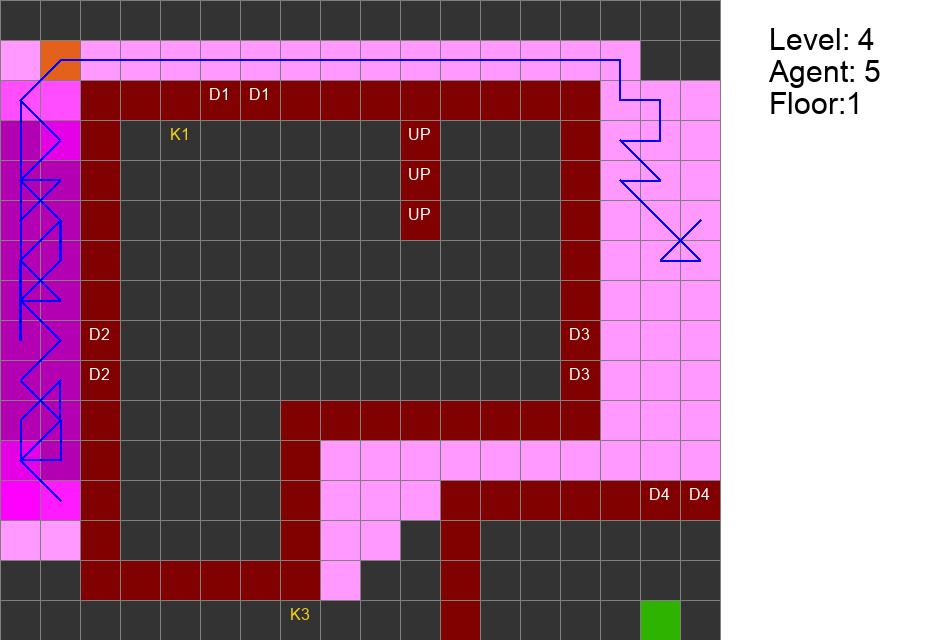 Level: 4
Agent: 5
Floor:1
D1 D1
K1 UP
UP
UP
D2 D3
D2 D3
D4 D4
K3